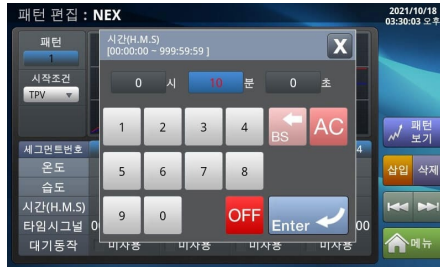 패턴 편집 : NEX
2021/10/18
03:30:03 오후
패턴
1
시작조건
TPV
시간(H.M.S)
[00:00:00 ~ 999:59:59 ]
X
0 시 10 분 0 초
1 2 3 4 BS AC
5 6 7 8
9 0 OFF Enter
세그먼트번호 4
온도
습도
시간(H.M.S)
타임시그널 00
대기동작 미사용 미사용 미사용 미사용
패턴
보기
삽입 삭제
메뉴